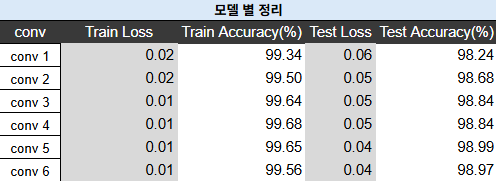 모델 별 정리
conv Train Loss Train Accuracy(%) Test Loss Test Accuracy(%)
conv 1 0.02 99.34 0.06 98.24
conv 2 0.02 99.50 0.05 98.68
conv 3 0.01 99.64 0.05 98.84
conv 4 0.01 99.68 0.05 98.84
conv 5 0.01 99.65 0.04 98.99
conv 6 0.01 99.56 0.04 98.97